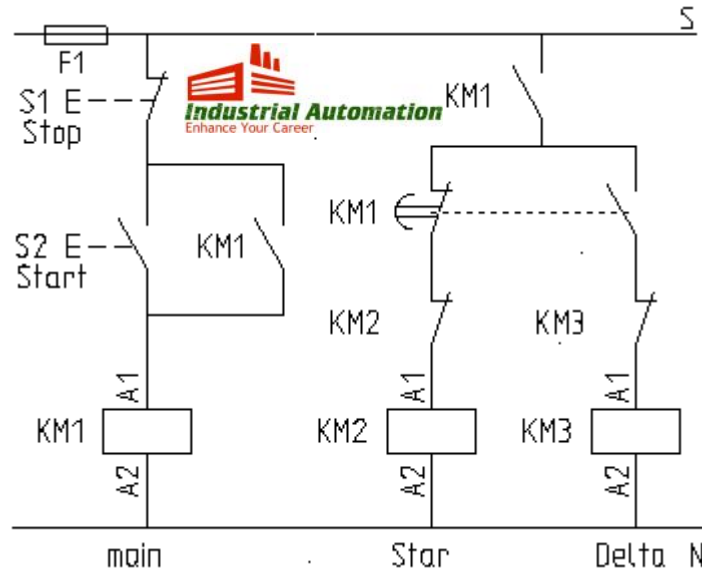 S
F1
S1 E
Stop
Industrial Automation
Enhance Your Career
KM1
KM1
S2 E
Start
KM1
KM2
KM3
A1
A1
A1
KM1
KM2
KM3
A2
A2
A2
main
Star
Delta N